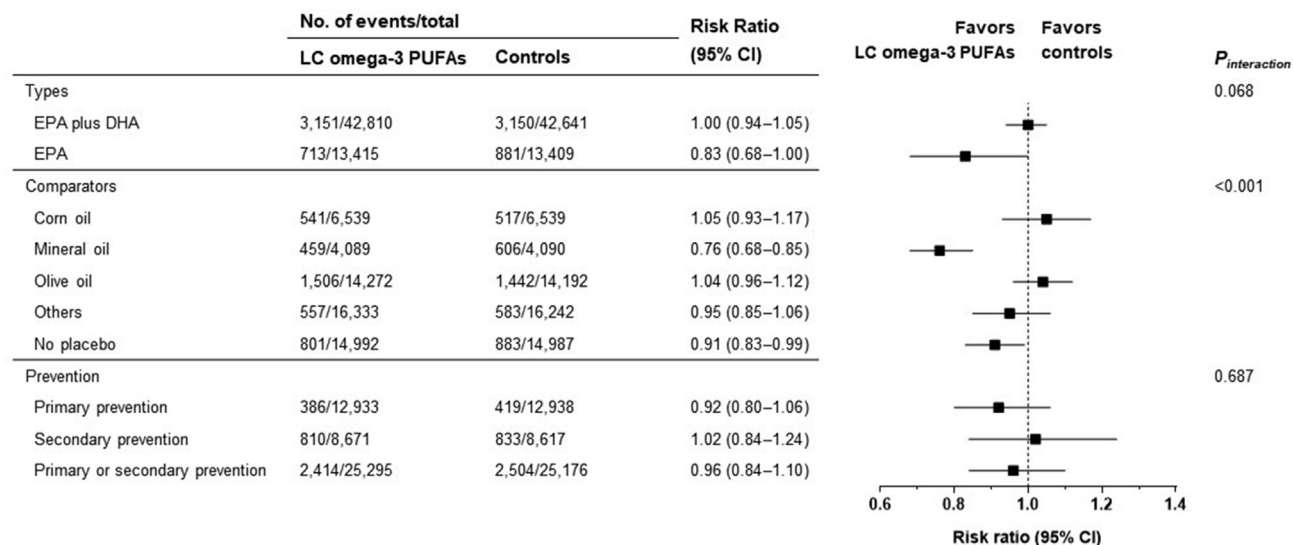 No. of events/total Risk Ratio (95% CI) Favors LC omega-3 PUFAs Favors controls P interaction
LC omega-3 PUFAs Controls
Types 0.068
EPA plus DHA 3,151/42,810 3,150/42,641 1.00 (0.94–1.05)
EPA 713/13,415 881/13,409 0.83 (0.68–1.00)
Comparators <0.001
Corn oil 541/6,539 517/6,539 1.05 (0.93–1.17)
Mineral oil 459/4,089 606/4,090 0.76 (0.68–0.85)
Olive oil 1,506/14,272 1,442/14,192 1.04 (0.96–1.12)
Others 557/16,333 583/16,242 0.95 (0.85–1.06)
No placebo 801/14,992 883/14,987 0.91 (0.83–0.99)
Prevention 0.687
Primary prevention 386/12,933 419/12,938 0.92 (0.80–1.06)
Secondary prevention 810/8,671 833/8,617 1.02 (0.84–1.24)
Primary or secondary prevention 2,414/25,295 2,504/25,176 0.96 (0.84–1.10)
0.6 0.8 1.0 1.2 1.4
Risk ratio (95% CI)